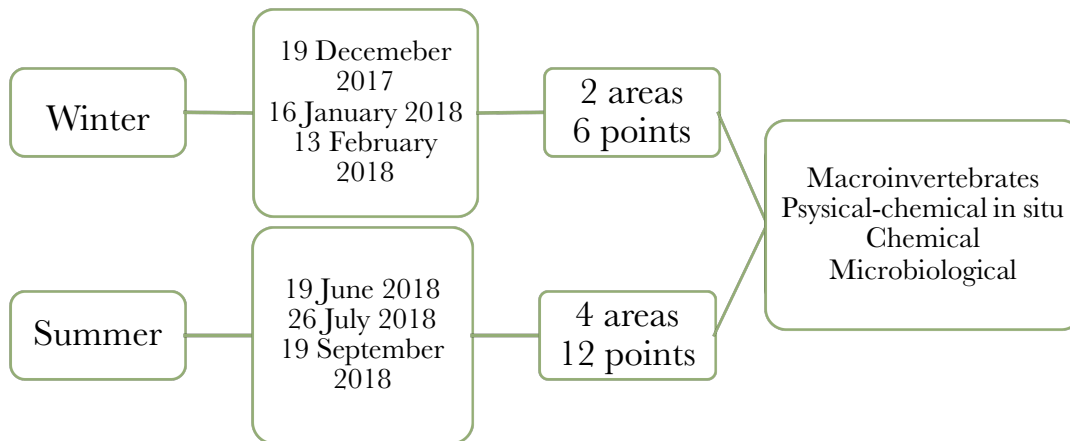 Winter
19 Decemeber
2017
16 January 2018
13 February
2018
2 areas
6 points
Summer
19 June 2018
26 July 2018
19 September
2018
4 areas
12 points
Macroinvertebrates
Psysical-chemical in situ
Chemical
Microbiological